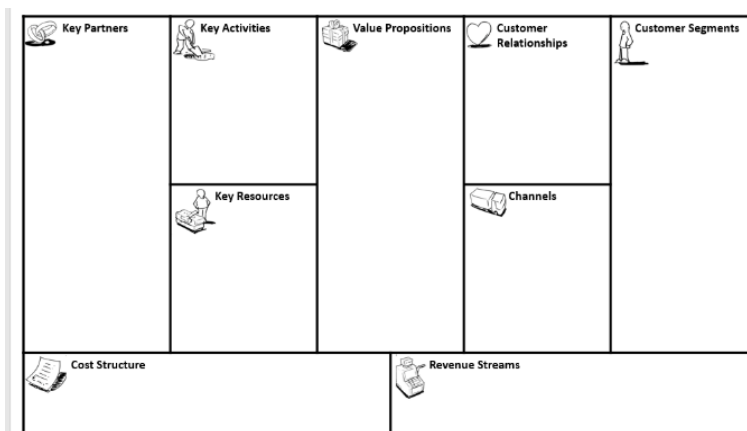 Key Partners
Key Activities
Value Propositions
Customer
Relationships
Customer Segments
Key Resources
Channels
Cost Structure
Revenue Streams